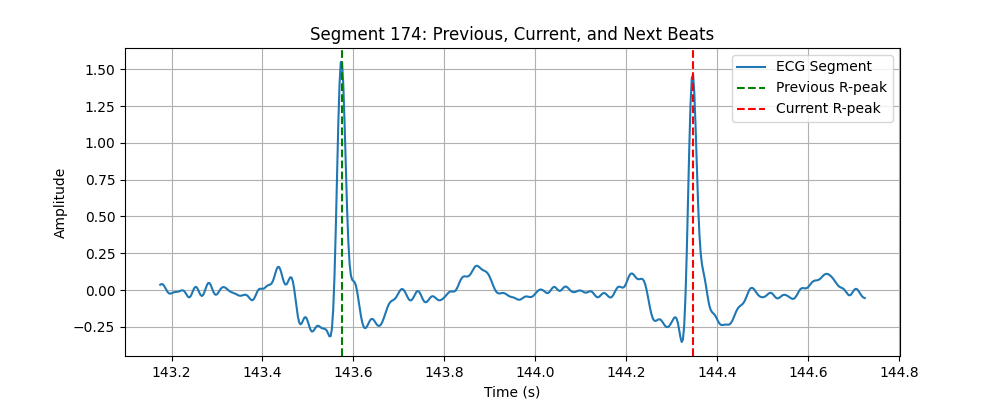 Segment 174: Previous, Current, and Next Beats
1.50
1.25
1.00
0.75
0.50
0.25
0.00
−0.25
Amplitude
ECG Segment
Previous R-peak
Current R-peak
143.2 143.4 143.6 143.8 144.0 144.2 144.4 144.6 144.8
Time (s)